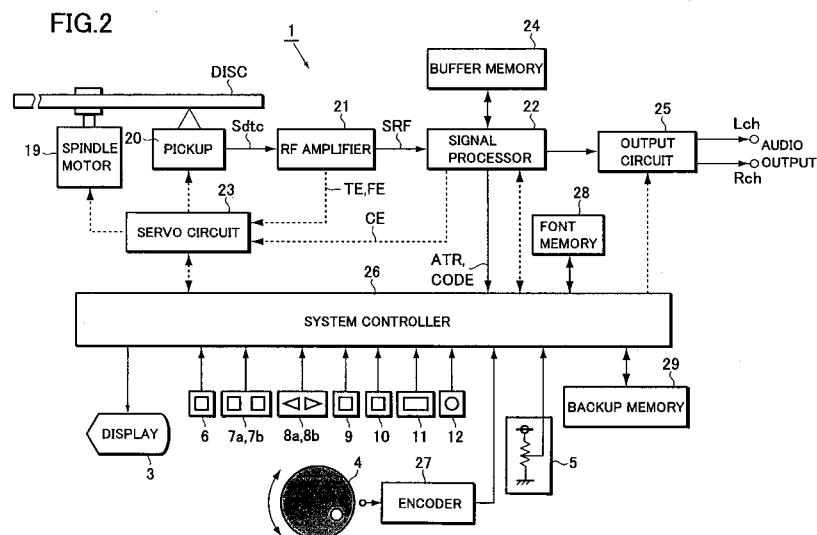 FIG.2
1
24
BUFFER MEMORY
DISC
21
22
25
Sdtc
SRF
Lch
19
SPINDLE
MOTOR
20
PICKUP
RF AMPLIFIER
SIGNAL
PROCESSOR
OUTPUT
CIRCUIT
AUDIO
OUTPUT
Rch
23
TE,FE
28
SERVO CIRCUIT
CE
FONT
MEMORY
ATR,
CODE
26
SYSTEM CONTROLLER
29
BACKUP MEMORY
6
7a,7b
8a,8b
9
10
11
12
DISPLAY
3
4
27
ENCODER
5